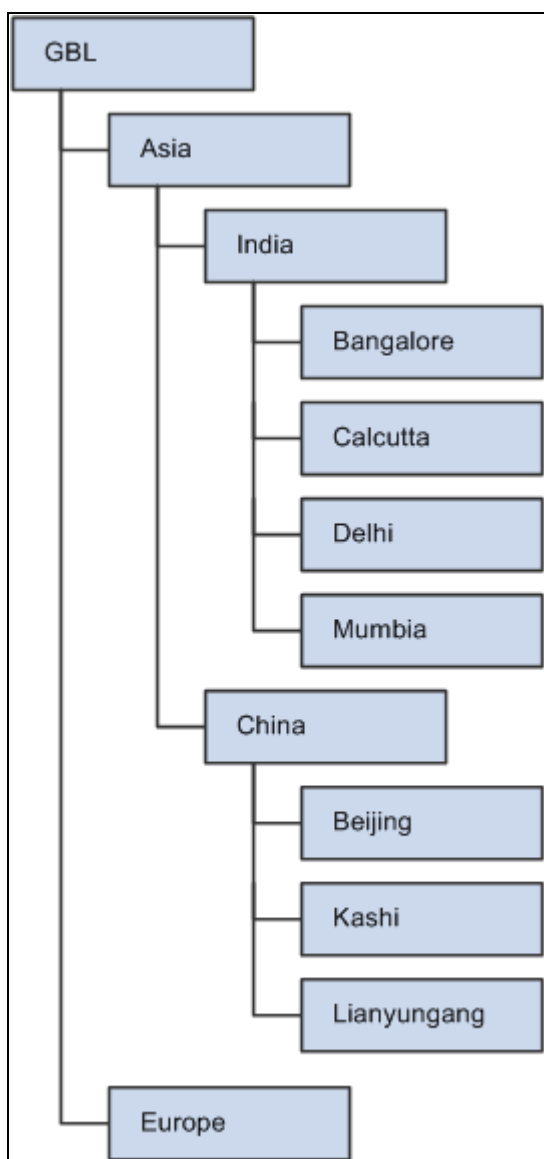 GBL
Asia
India
Bangalore
Calcutta
Delhi
Mumbia
China
Beijing
Kashi
Lianyungang
Europe